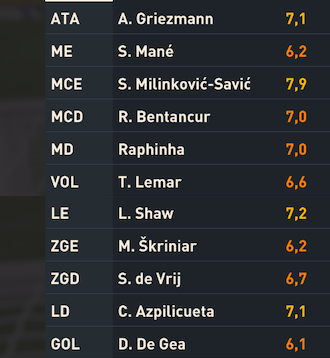 ATA A. Griezmann 7,1
ME S. Mané 6,2
MCE S. Milinković-Savić 7,9
MCD R. Bentancur 7,0
MD Raphinha 7,0
VOL T. Lemar 6,6
LE L. Shaw 7,2
ZGE M. Škriniar 6,2
ZGD S. de Vrij 6,7
LD C. Azpilicueta 7,1
GOL D. De Gea 6,1